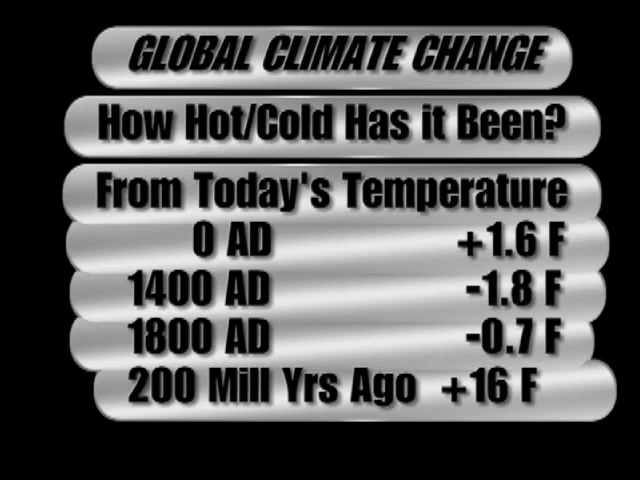 GLOBAL CLIMATE CHANGE
How Hot/Cold Has it Been?
From Today's Temperature
0 AD +1.6 F
1400 AD -1.8 F
1800 AD -0.7 F
200 Mill Yrs Ago +16 F